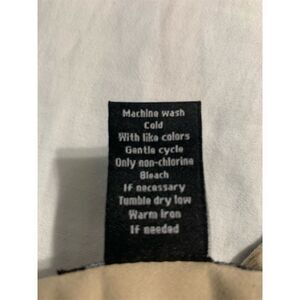 Machine wash
Cold
With like colors
Gentle cycle
Only non-chlorine
Bleach
If necessary
Tumble dry low
Warm iron
If needed